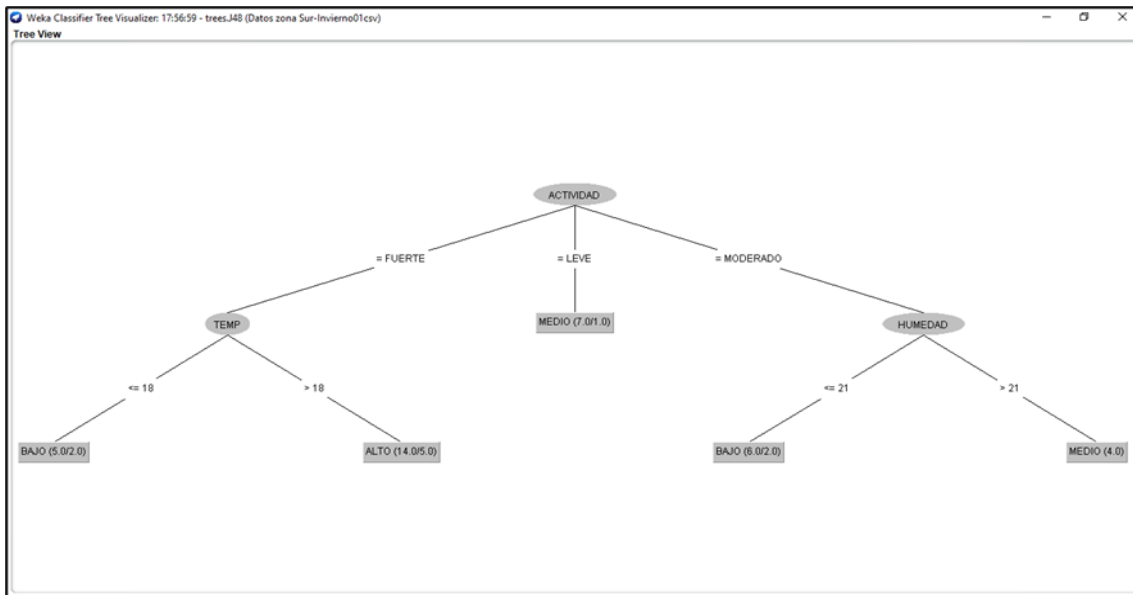 Weka Classifier Tree Visualizer: 17:56:59 - trees.J48 (Datos zona Sur-Invierno01csv)
Tree View
ACTIVIDAD
= FUERTE
= LEVE
= MODERADO
TEMP
MEDIO (7.0/1.0)
HUMEDAD
<= 18
> 18
<= 21
> 21
BAJO (5.0/2.0)
ALTO (14.0/5.0)
BAJO (6.0/2.0)
MEDIO (4.0)